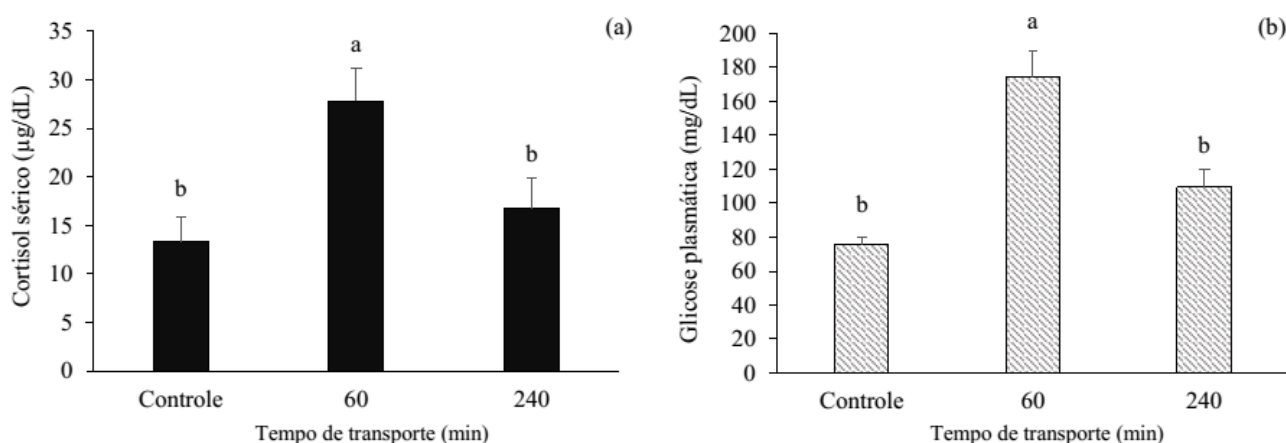 (a)
Cortisol sérico (µg/dL)
35
30
25
20
15
10
5
0
b
a
b
Controle
60
240
Tempo de transporte (min)
(b)
Glicose plasmática (mg/dL)
200
180
160
140
120
100
80
60
40
20
0
b
a
b
Controle
60
240
Tempo de transporte (min)